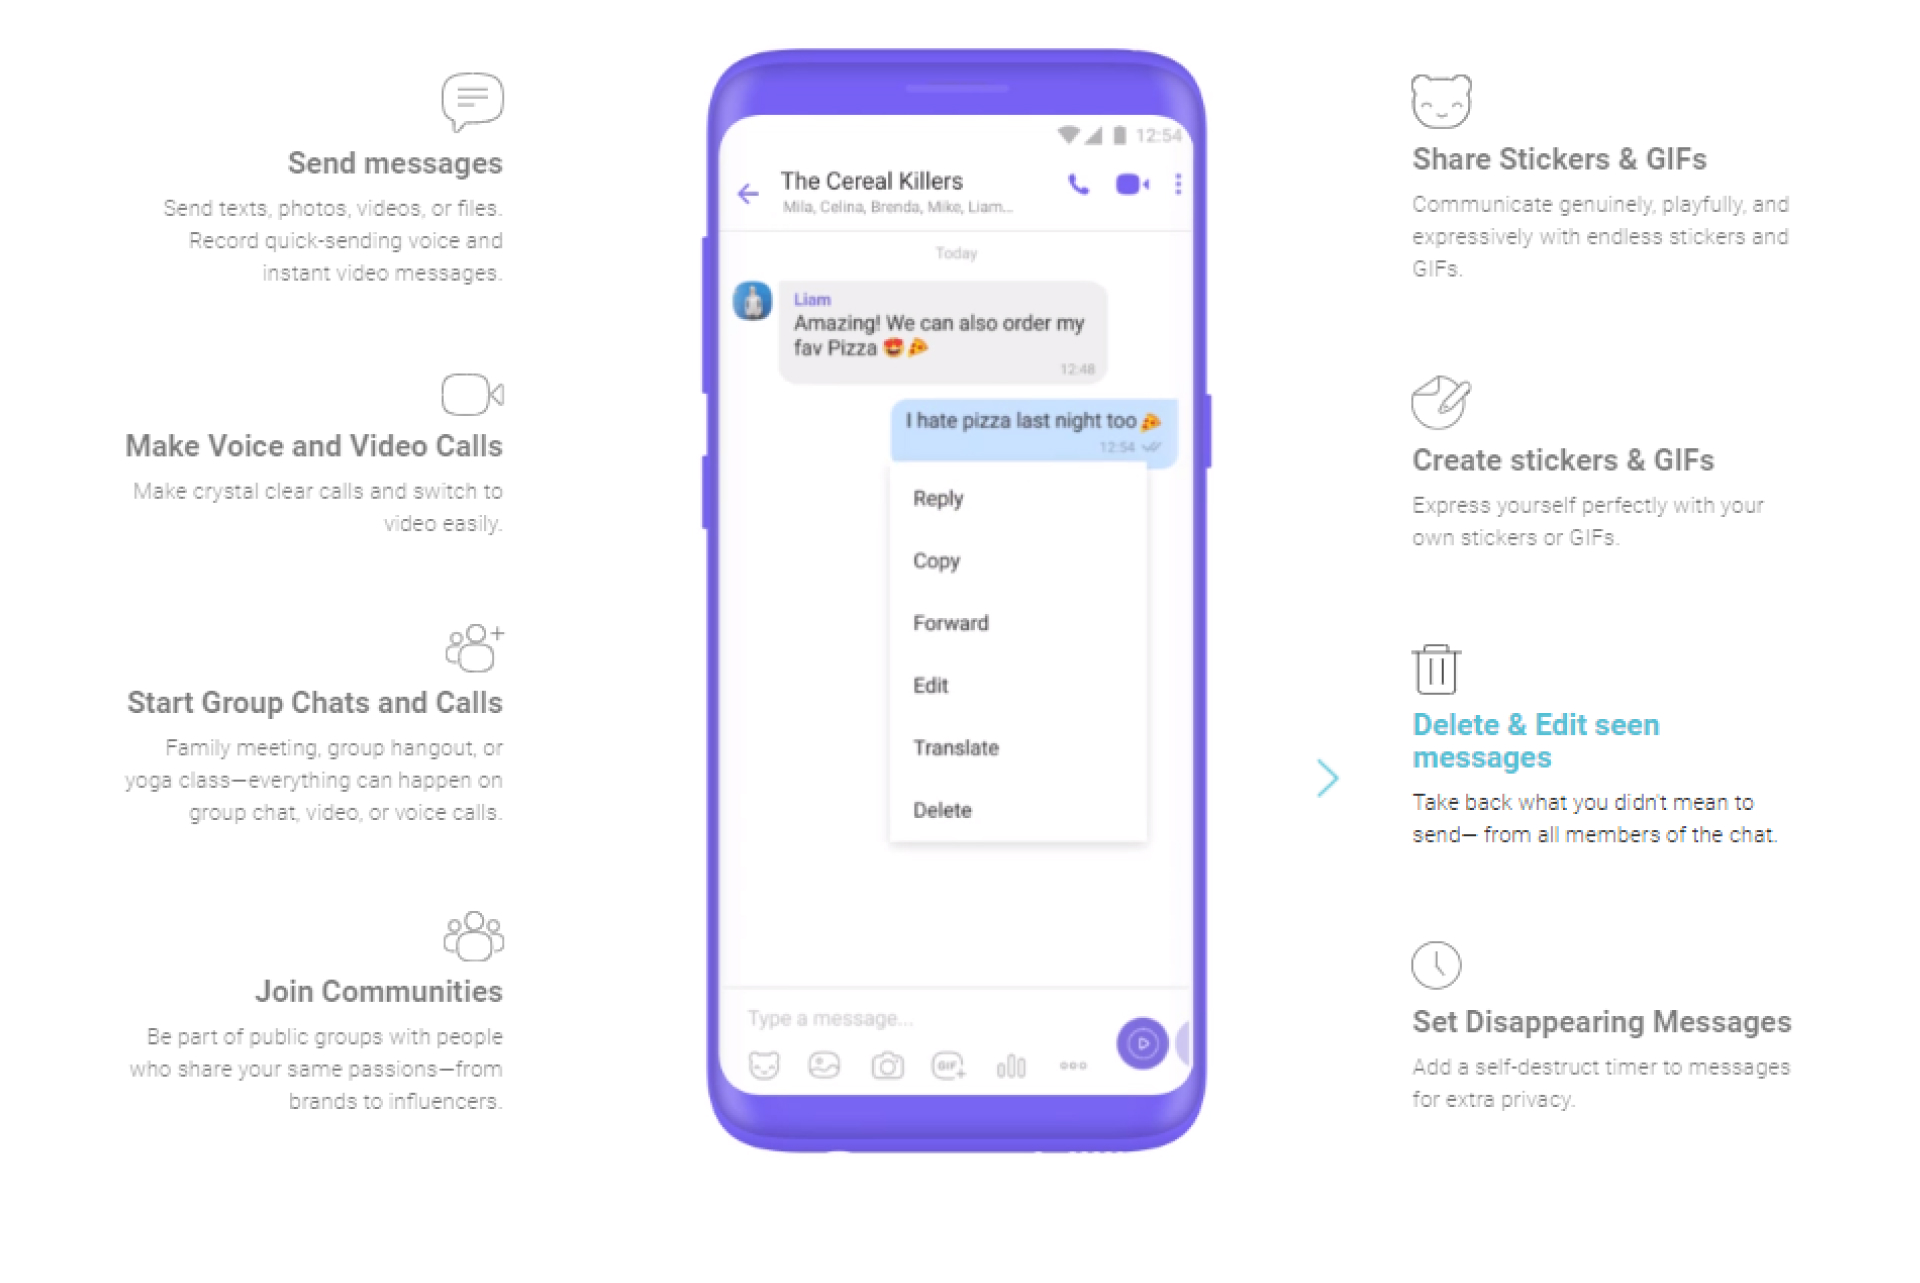 Send messages
Send texts, photos, videos, or files.
Record quick-sending voice and
instant video messages.
Make Voice and Video Calls
Make crystal clear calls and switch to
video easily.
Start Group Chats and Calls
Family meeting, group hangout, or
yoga class—everything can happen on
group chat, video, or voice calls.
Join Communities
Be part of public groups with people
who share your same passions—from
brands to influencers.
12:54
The Cereal Killers
Mila, Celina, Brenda, Mike, Liam...
Today
Liam
Amazing! We can also order my
fav Pizza 😍🍕
12:48
I hate pizza last night too 🍕
12:54
Reply
Copy
Forward
Edit
Translate
Delete
Type a message...
GIF
Share Stickers & GIFs
Communicate genuinely, playfully, and
expressively with endless stickers and
GIFs.
Create stickers & GIFs
Express yourself perfectly with your
own stickers or GIFs.
Delete & Edit seen
messages
Take back what you didn't mean to
send— from all members of the chat.
Set Disappearing Messages
Add a self-destruct timer to messages
for extra privacy.